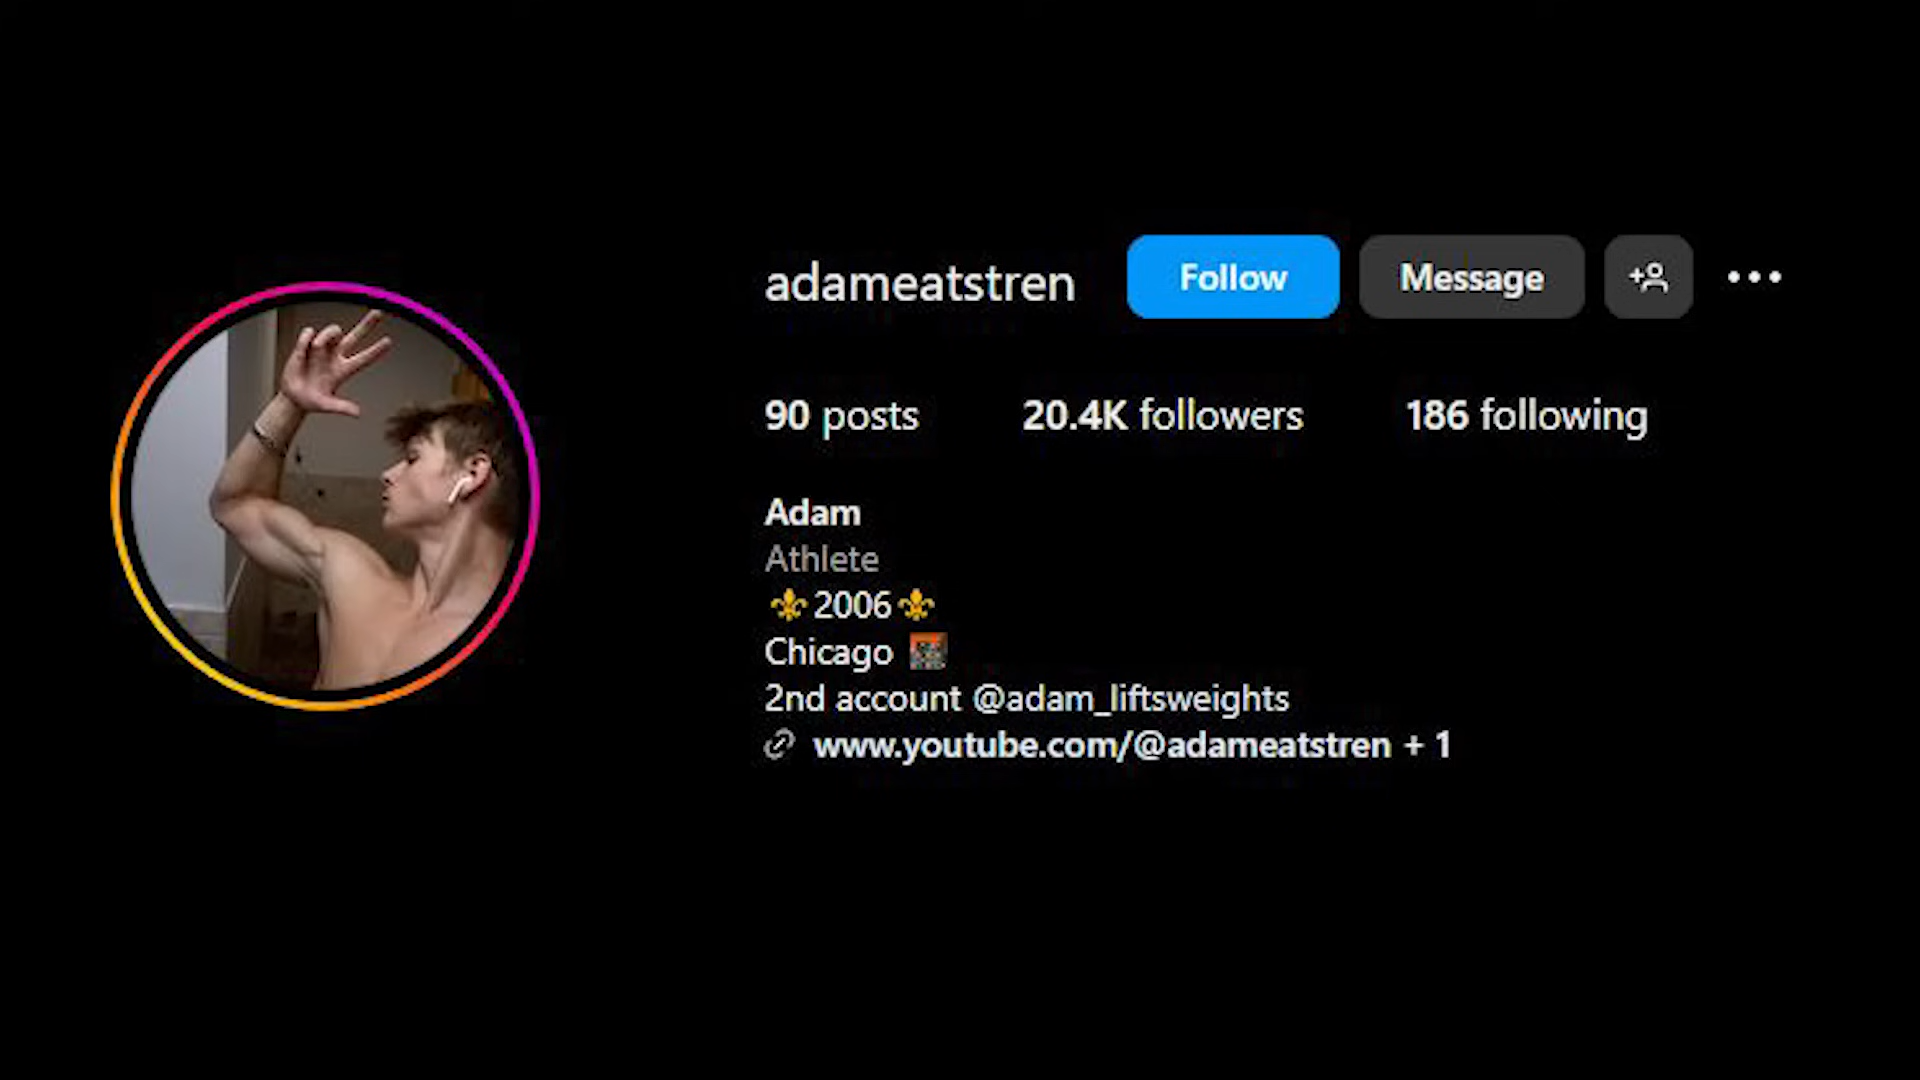 adameatstren Follow Message
90 posts 20.4K followers 186 following
Adam
Athlete
⚜️2006⚜️
Chicago 🌆
2nd account @adam_liftsweights
www.youtube.com/@adameatstren + 1